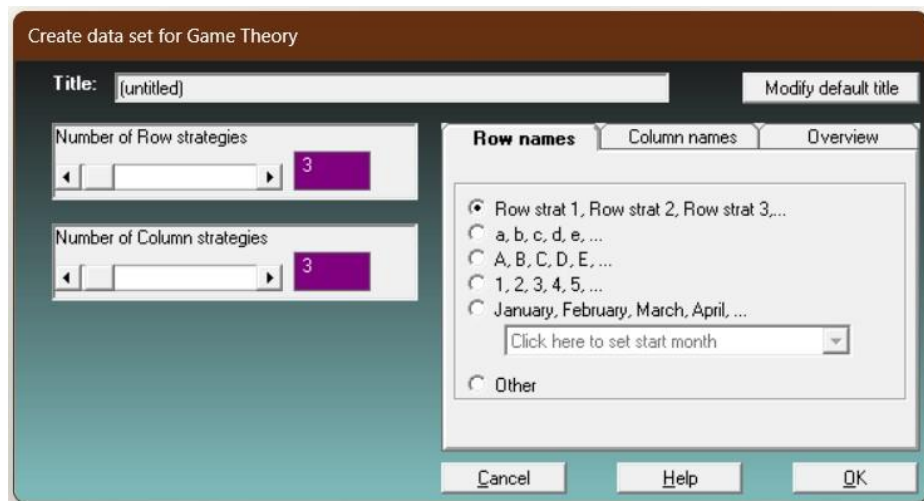 Create data set for Game Theory
Title: (untitled) Modify default title
Number of Row strategies
3
Number of Column strategies
3
Row names Column names Overview
Row strat 1, Row strat 2, Row strat 3,...
a, b, c, d, e, ...
A, B, C, D, E, ...
1, 2, 3, 4, 5, ...
January, February, March, April, ...
Click here to set start month
Other
Cancel Help OK